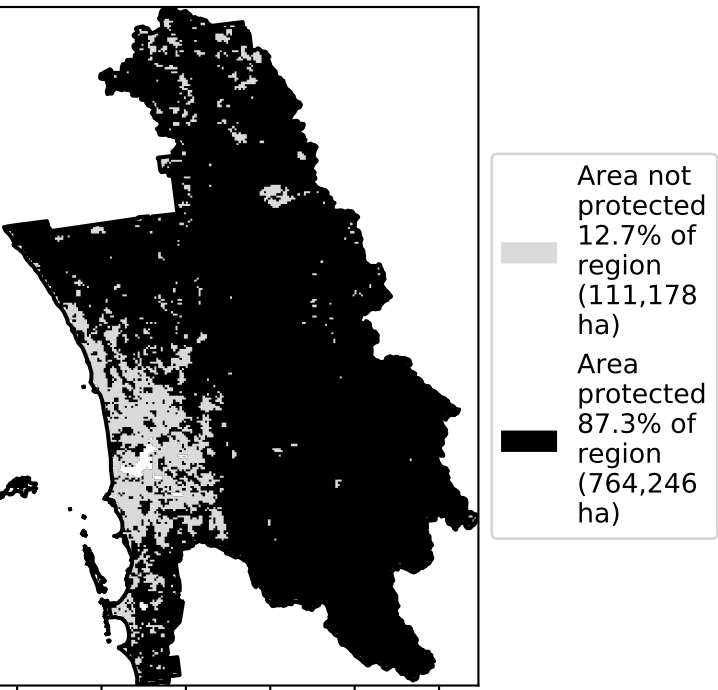 Area not
protected
12.7% of
region
(111,178
ha)
Area
protected
87.3% of
region
(764,246
ha)